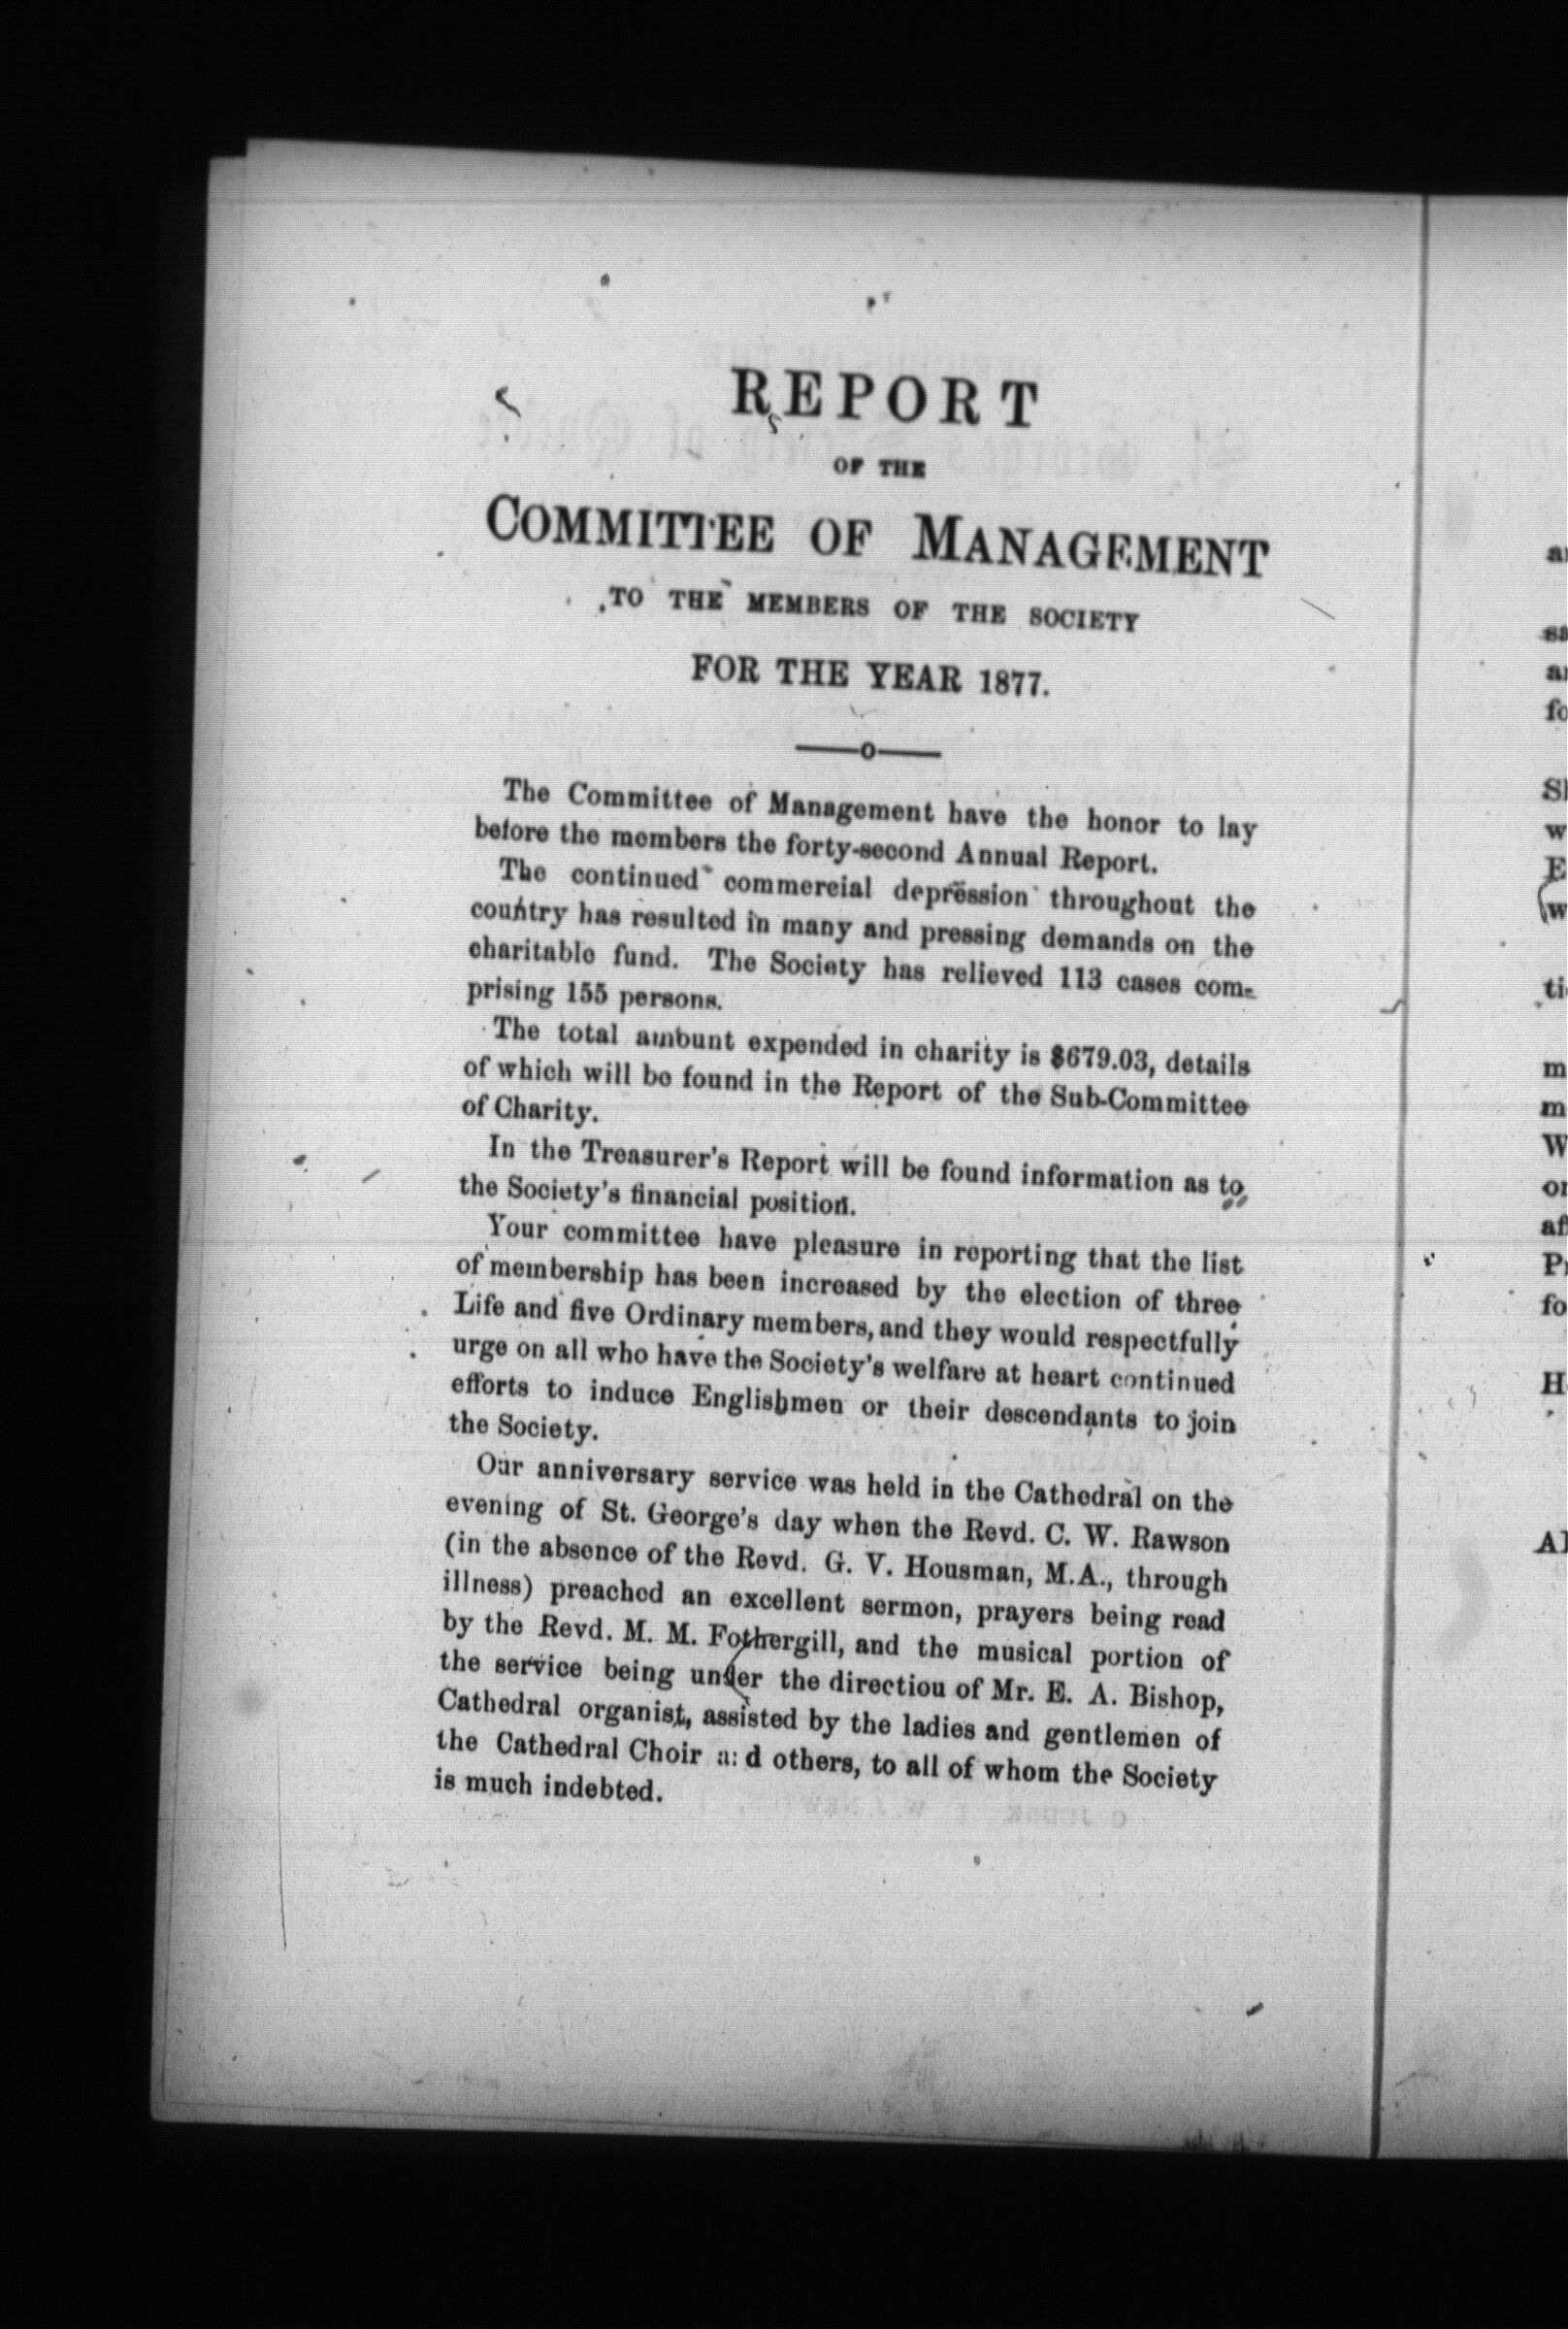 REPORT
OF THE
COMMITTEE OF MANAGEMENT
TO THE MEMBERS OF THE SOCIETY
FOR THE YEAR 1877.
The Committee of Management have the honor to lay
before the members the forty-second Annual Report.
The continued commercial depression throughout the
country has resulted in many and pressing demands on the
charitable fund. The Society has relieved 113 cases com-
prising 155 persons.
The total amount expended in charity is $679.03, details
of which will be found in the Report of the Sub-Committee
of Charity.
In the Treasurer's Report will be found information as to
the Society's financial position.
Your committee have pleasure in reporting that the list
of membership has been increased by the election of three
Life and five Ordinary members, and they would respectfully
urge on all who have the Society's welfare at heart continued
efforts to induce Englishmen or their descendants to join
the Society.
Our anniversary service was held in the Cathedral on the
evening of St. George's day when the Revd. C. W. Rawson
(in the absence of the Revd. G. V. Housman, M.A., through
illness) preached an excellent sermon, prayers being read
by the Revd. M. M. Fothergill, and the musical portion of
the service being under the directiou of Mr. E. A. Bishop,
Cathedral organist, assisted by the ladies and gentlemen of
the Cathedral Choir and others, to all of whom the Society
is much indebted.